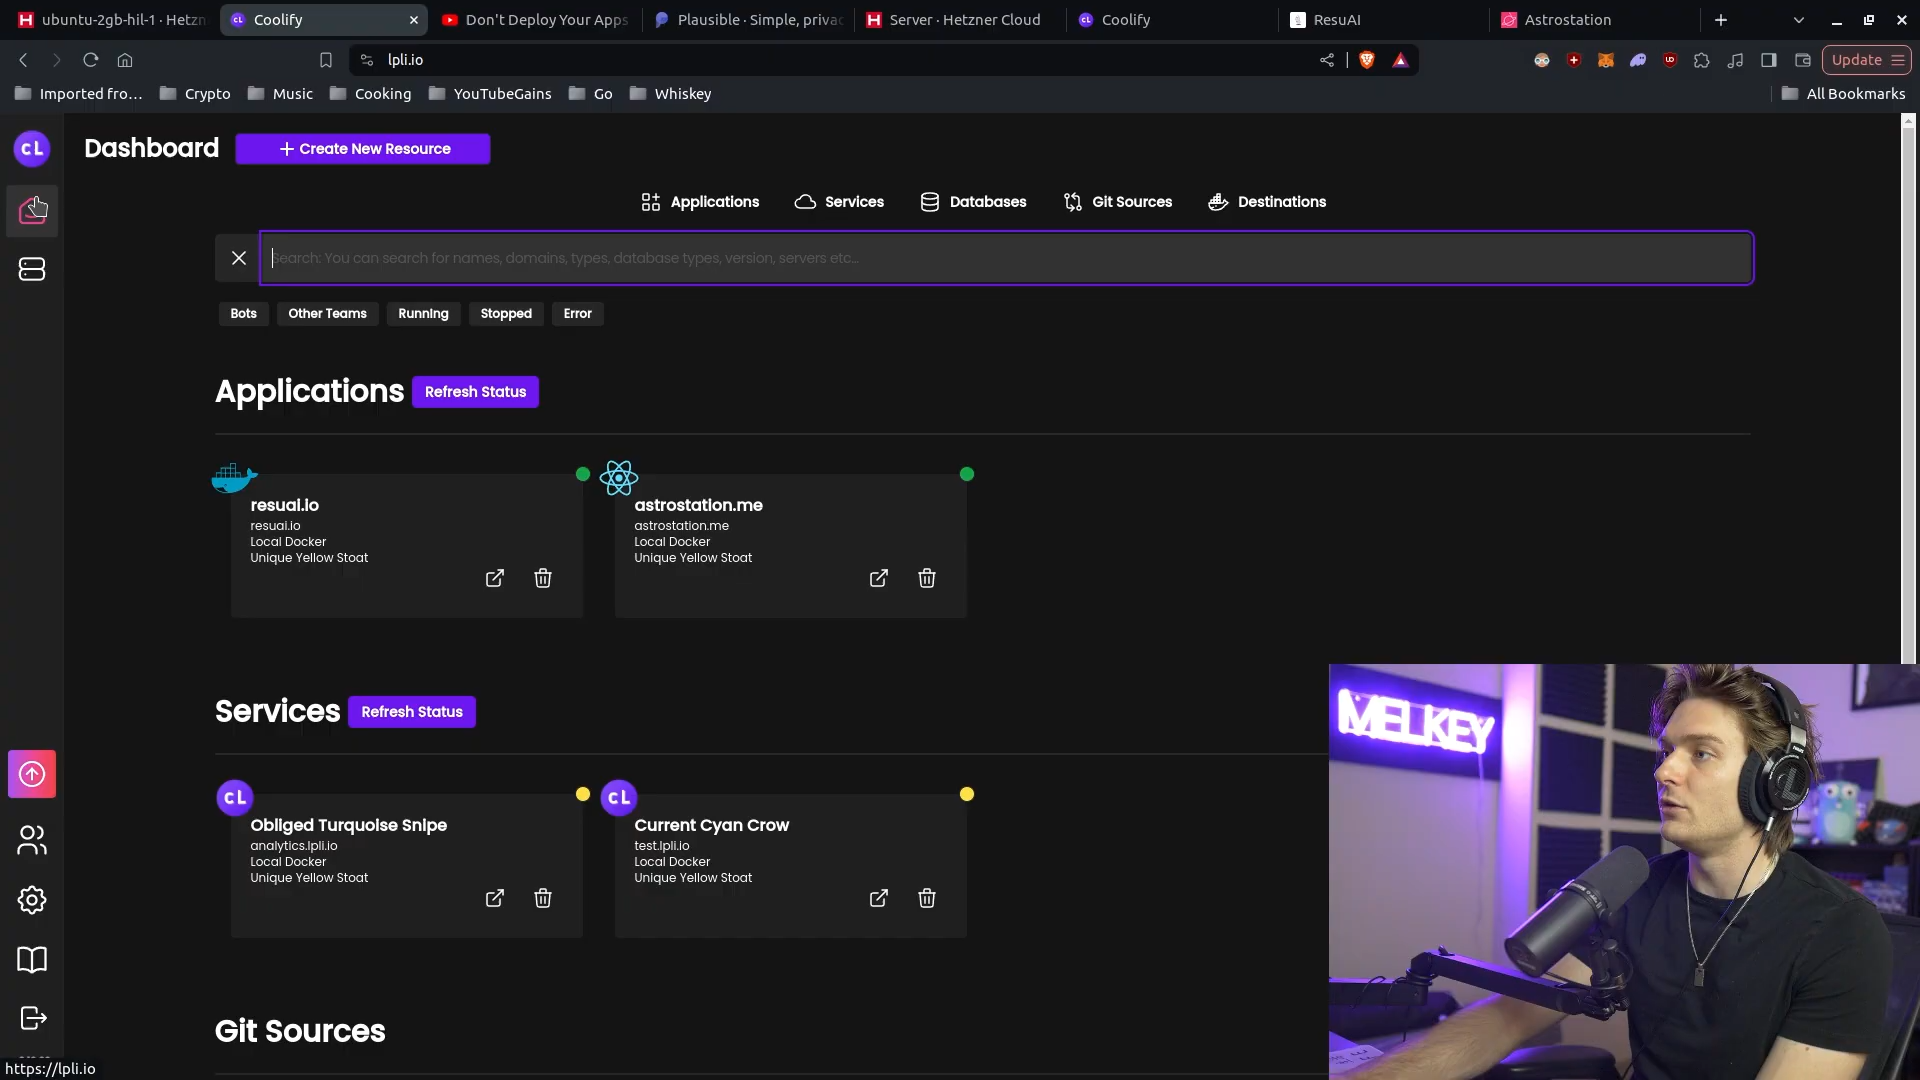 ubuntu-2gb-hil-1 · Hetzn
Coolify
Don't Deploy Your Apps
Plausible · Simple, privac
Server · Hetzner Cloud
Coolify
ResuAI
Astrostation
lpli.io
Update
Imported fro...
Crypto
Music
Cooking
YouTubeGains
Go
Whiskey
All Bookmarks
cL
Dashboard
+ Create New Resource
Applications
Services
Databases
Git Sources
Destinations
Search: You can search for names, domains, types, database types, version, servers etc...
Bots
Other Teams
Running
Stopped
Error
Applications
Refresh Status
resuai.io
resuai.io
Local Docker
Unique Yellow Stoat
astrostation.me
astrostation.me
Local Docker
Unique Yellow Stoat
Services
Refresh Status
cL
Obliged Turquoise Snipe
analytics.lpli.io
Local Docker
Unique Yellow Stoat
cL
Current Cyan Crow
test.lpli.io
Local Docker
Unique Yellow Stoat
MELKEY
Git Sources
https://lpli.io